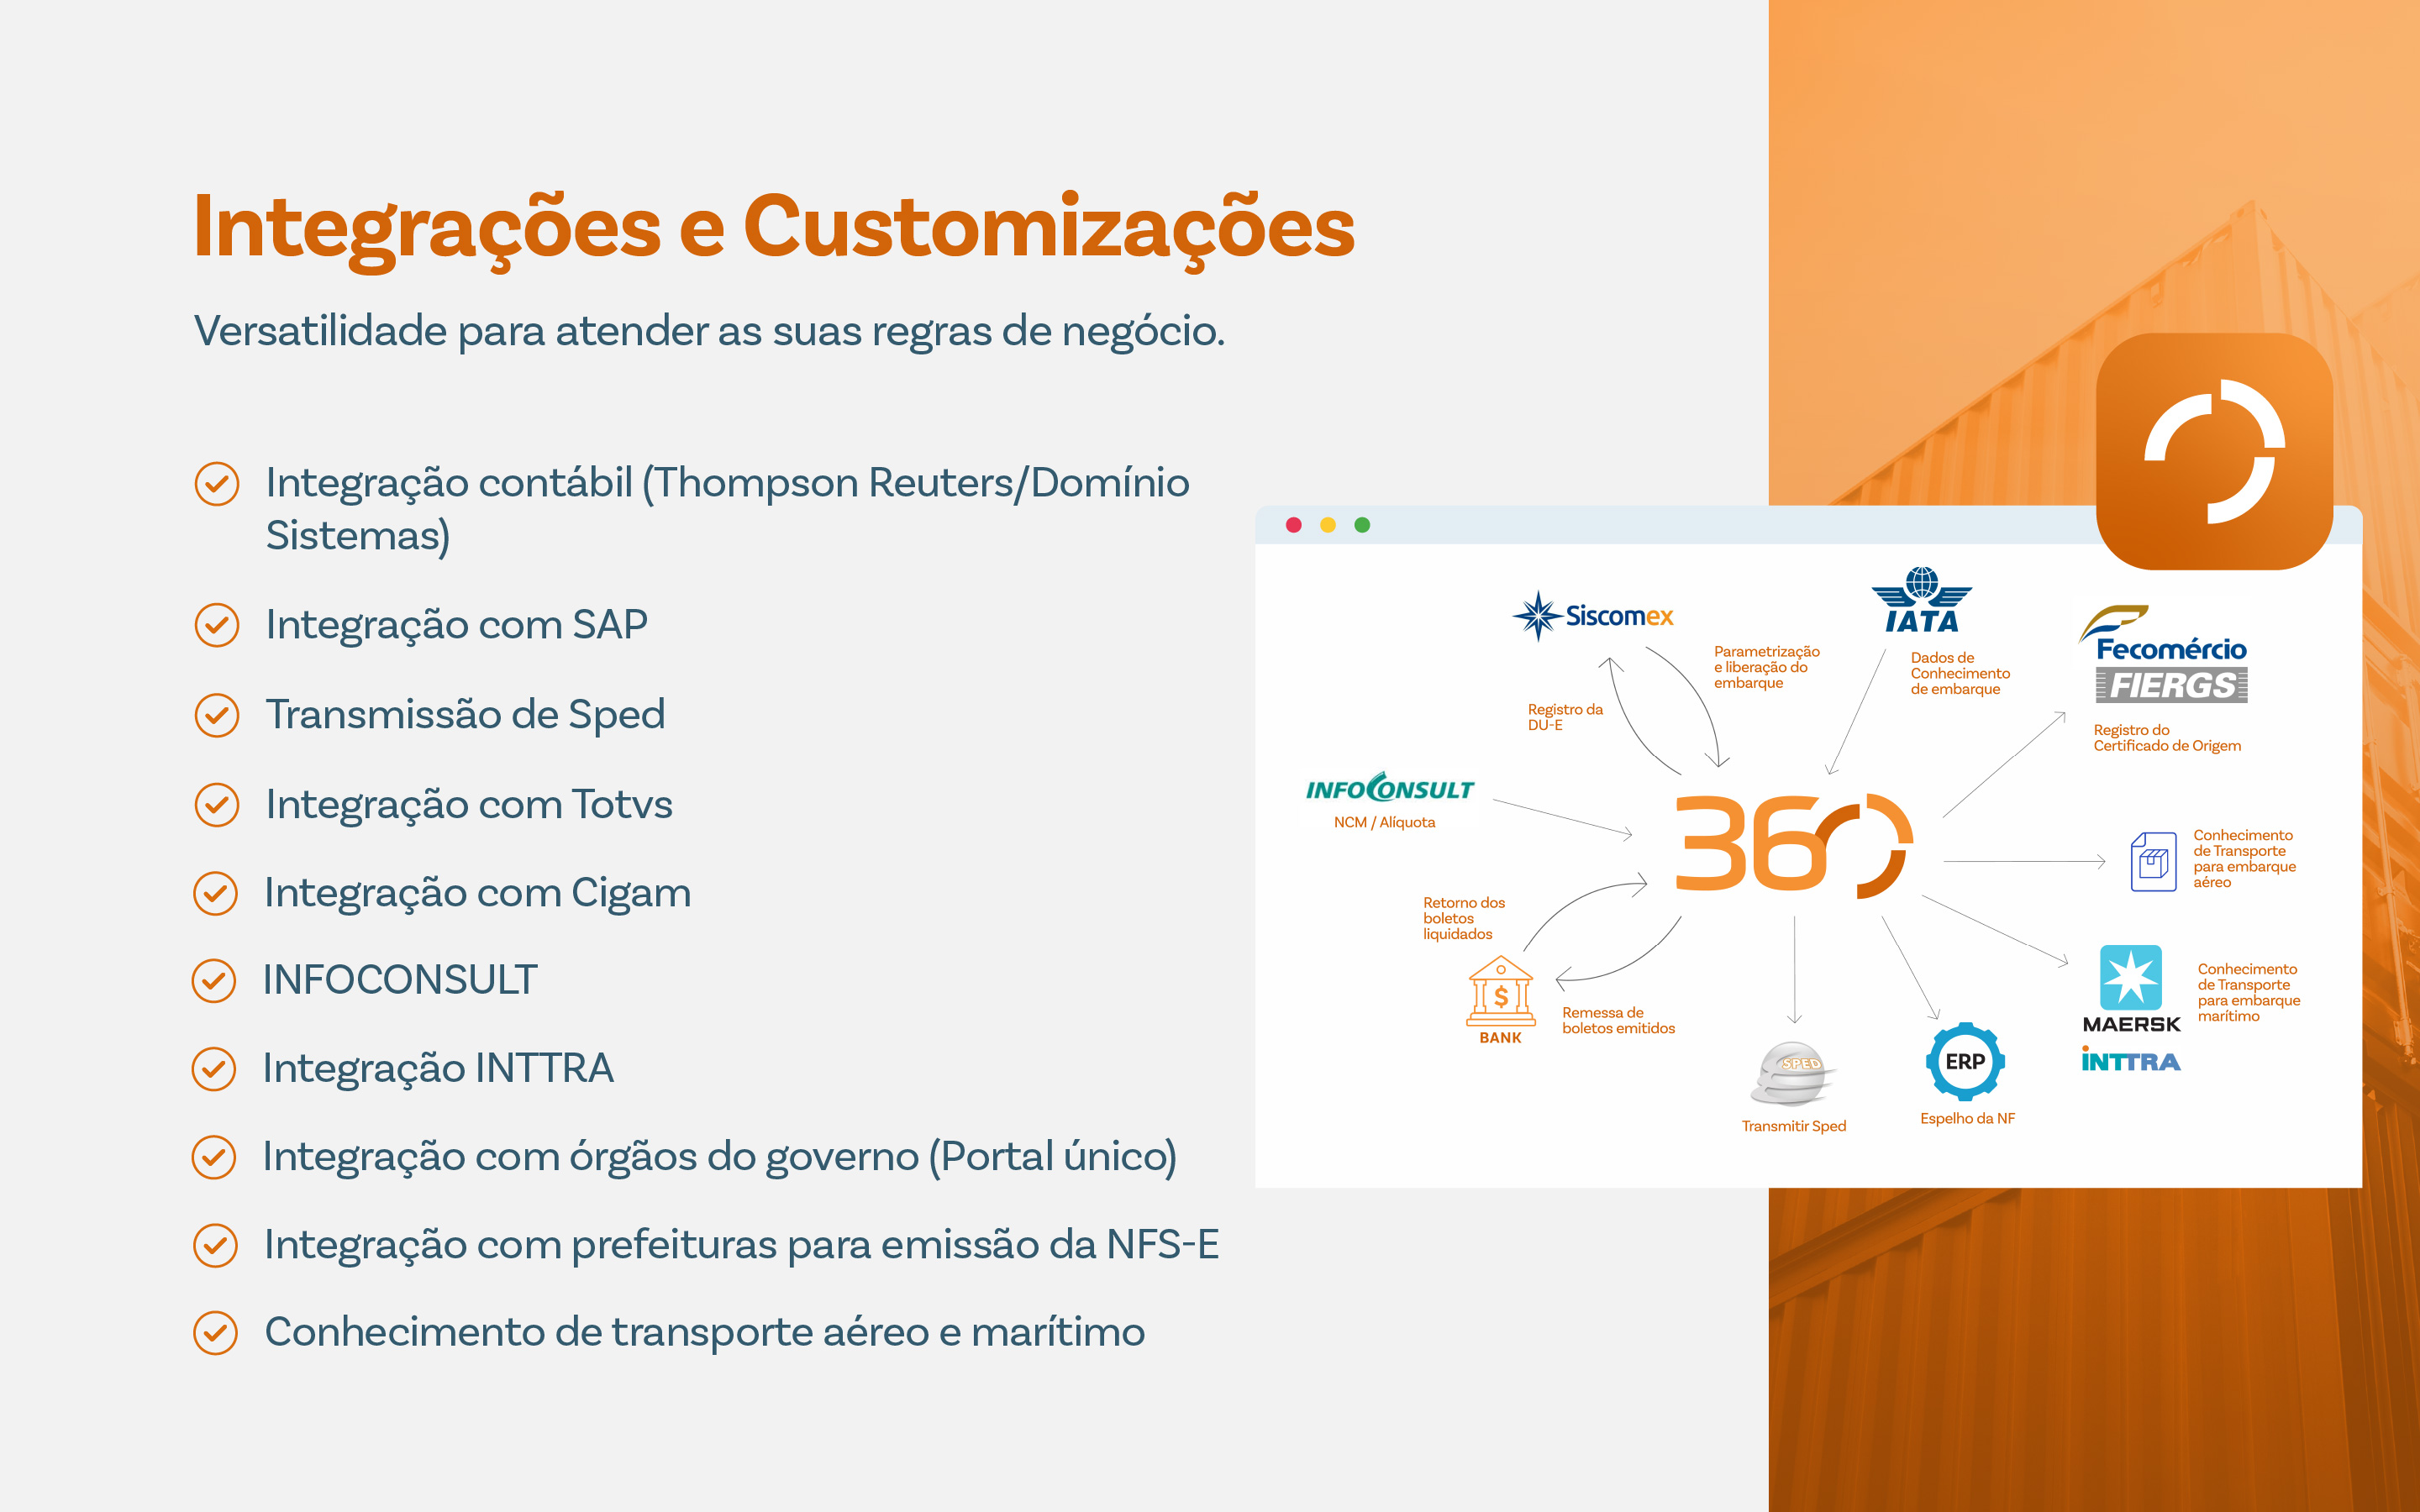 Integrações e Customizações
Versatilidade para atender as suas regras de negócio.
Integração contábil (Thompson Reuters/Domínio
Sistemas)
Integração com SAP
Transmissão de Sped
Integração com Totvs
Integração com Cigam
INFOCONSULT
Integração INTTRA
Integração com órgãos do governo (Portal único)
Integração com prefeituras para emissão da NFS-E
Conhecimento de transporte aéreo e marítimo
Siscomex
Parametrização
e liberação do
embarque
Registro da
DU-E
IATA
Dados de
Conhecimento
de embarque
Fecomércio
FIERGS
Registro do
Certificado de Origem
INFOCONSULT
NCM / Alíquota
360
Conhecimento
de Transporte
para embarque
aéreo
Retorno dos
boletos
liquidados
$
BANK
Remessa de
boletos emitidos
SPED
Transmitir Sped
ERP
Espelho da NF
MAERSK
INTTRA
Conhecimento
de Transporte
para embarque
marítimo